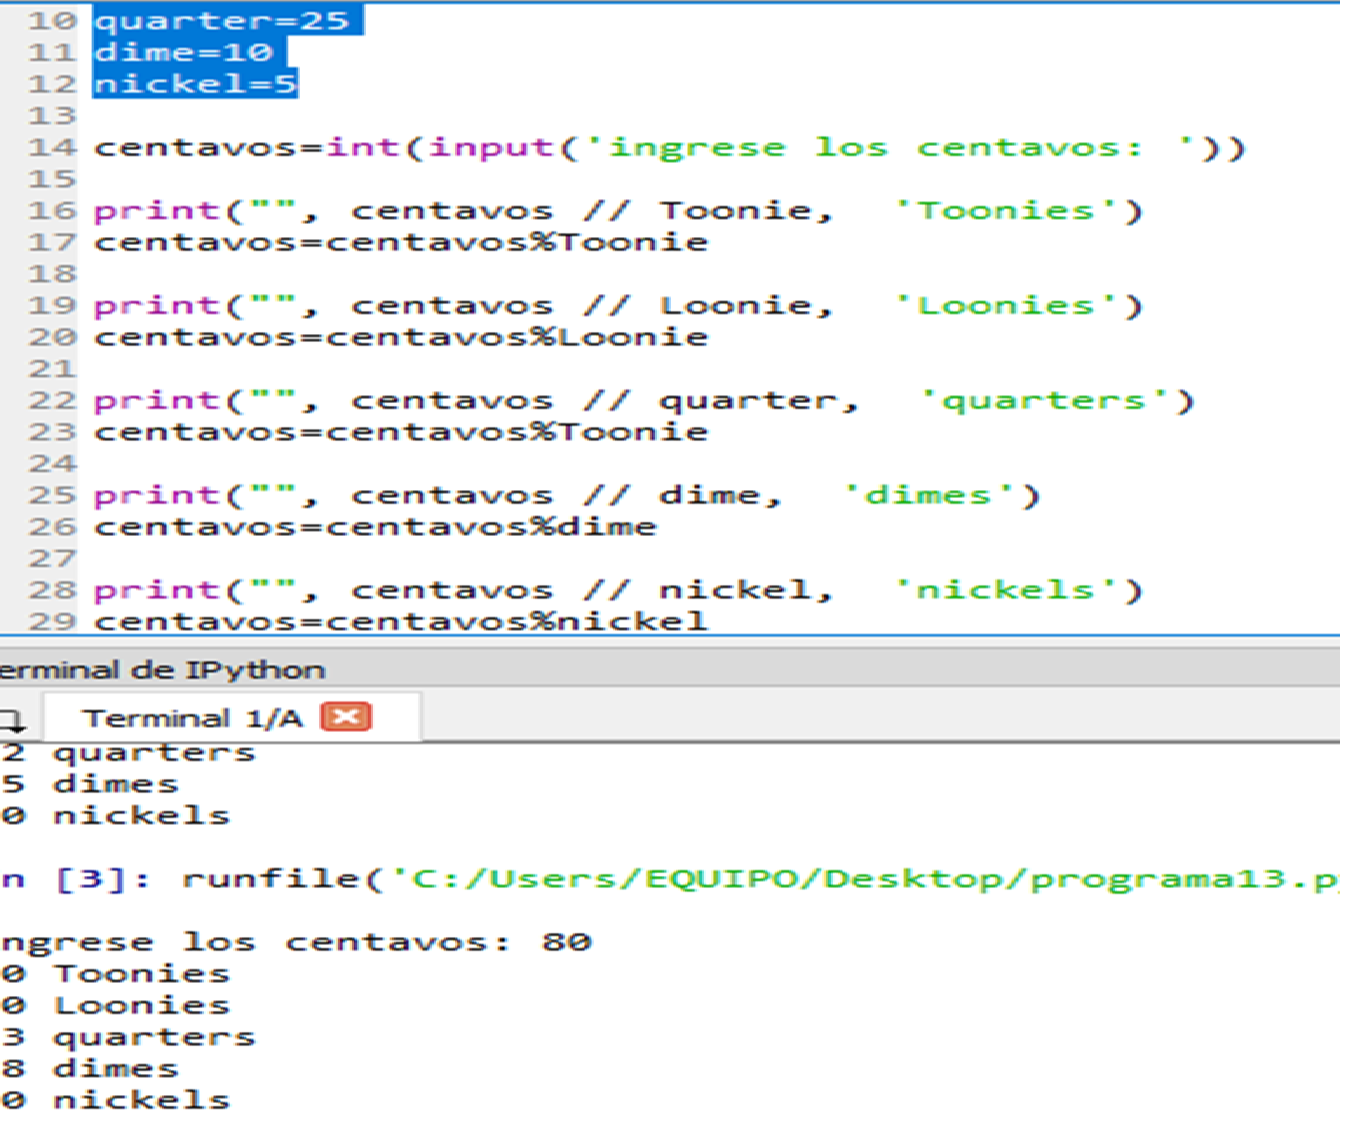 10 quarter=25
11 dime=10
12 nickel=5
13
14 centavos=int(input('ingrese los centavos: '))
15
16 print("", centavos // Toonie,  'Toonies')
17 centavos=centavos%Toonie
18
19 print("", centavos // Loonie,  'Loonies')
20 centavos=centavos%Loonie
21
22 print("", centavos // quarter,  'quarters')
23 centavos=centavos%Toonie
24
25 print("", centavos // dime,  'dimes')
26 centavos=centavos%dime
27
28 print("", centavos // nickel,  'nickels')
29 centavos=centavos%nickel
erminal de IPython
Terminal 1/A
2 quarters
5 dimes
0 nickels
n [3]: runfile('C:/Users/EQUIPO/Desktop/programa13.p
ngrese los centavos: 80
0 Toonies
0 Loonies
3 quarters
8 dimes
0 nickels